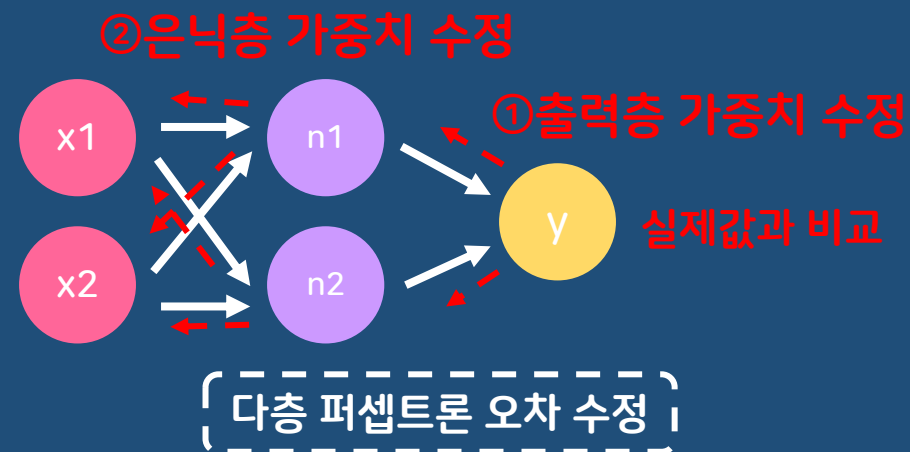 ②은닉층 가중치 수정
①출력층 가중치 수정
x1
n1
y
실제값과 비교
x2
n2
다층 퍼셉트론 오차 수정